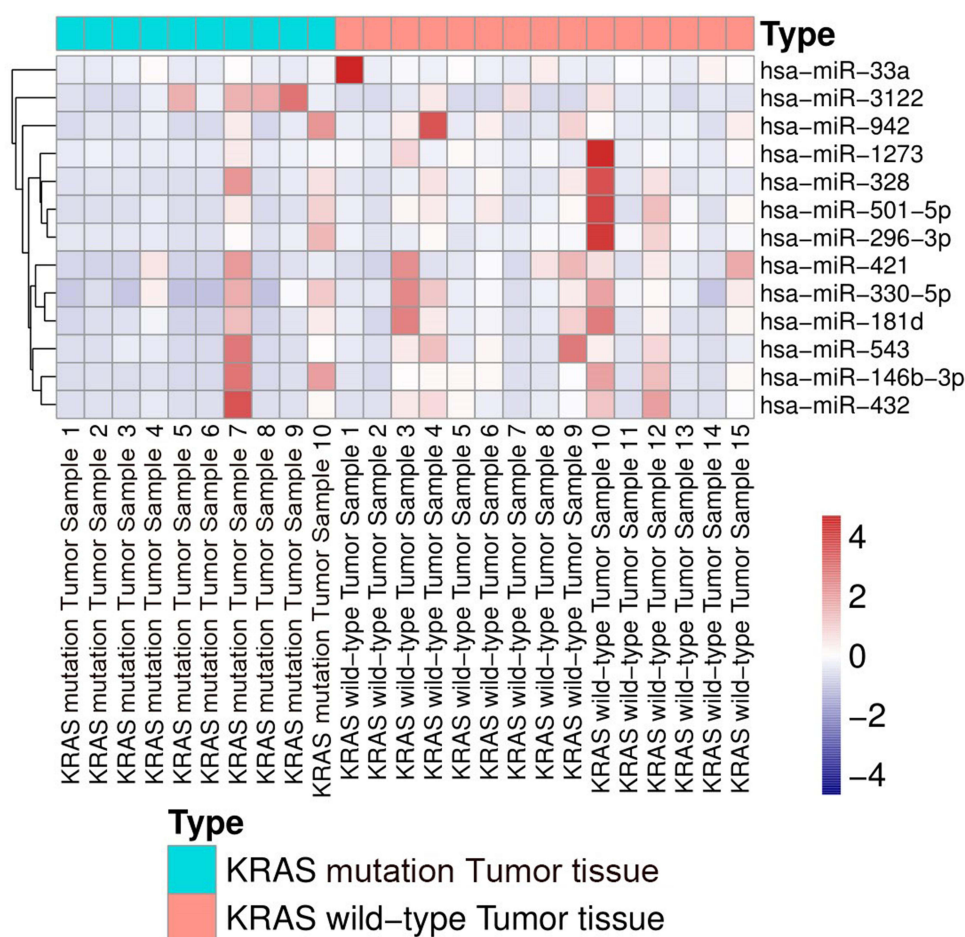 Type
hsa−miR−33a
hsa−miR−3122
hsa−miR−942
hsa−miR−1273
hsa−miR−328
hsa−miR−501−5p
hsa−miR−296−3p
hsa−miR−421
hsa−miR−330−5p
hsa−miR−181d
hsa−miR−543
hsa−miR−146b−3p
hsa−miR−432
KRAS mutation Tumor Sample 1
KRAS mutation Tumor Sample 2
KRAS mutation Tumor Sample 3
KRAS mutation Tumor Sample 4
KRAS mutation Tumor Sample 5
KRAS mutation Tumor Sample 6
KRAS mutation Tumor Sample 7
KRAS mutation Tumor Sample 8
KRAS mutation Tumor Sample 9
KRAS mutation Tumor Sample 10
KRAS wild−type Tumor Sample 1
KRAS wild−type Tumor Sample 2
KRAS wild−type Tumor Sample 3
KRAS wild−type Tumor Sample 4
KRAS wild−type Tumor Sample 5
KRAS wild−type Tumor Sample 6
KRAS wild−type Tumor Sample 7
KRAS wild−type Tumor Sample 8
KRAS wild−type Tumor Sample 9
KRAS wild−type Tumor Sample 10
KRAS wild−type Tumor Sample 11
KRAS wild−type Tumor Sample 12
KRAS wild−type Tumor Sample 13
KRAS wild−type Tumor Sample 14
KRAS wild−type Tumor Sample 15
4
2
0
−2
−4
Type
KRAS mutation Tumor tissue
KRAS wild−type Tumor tissue